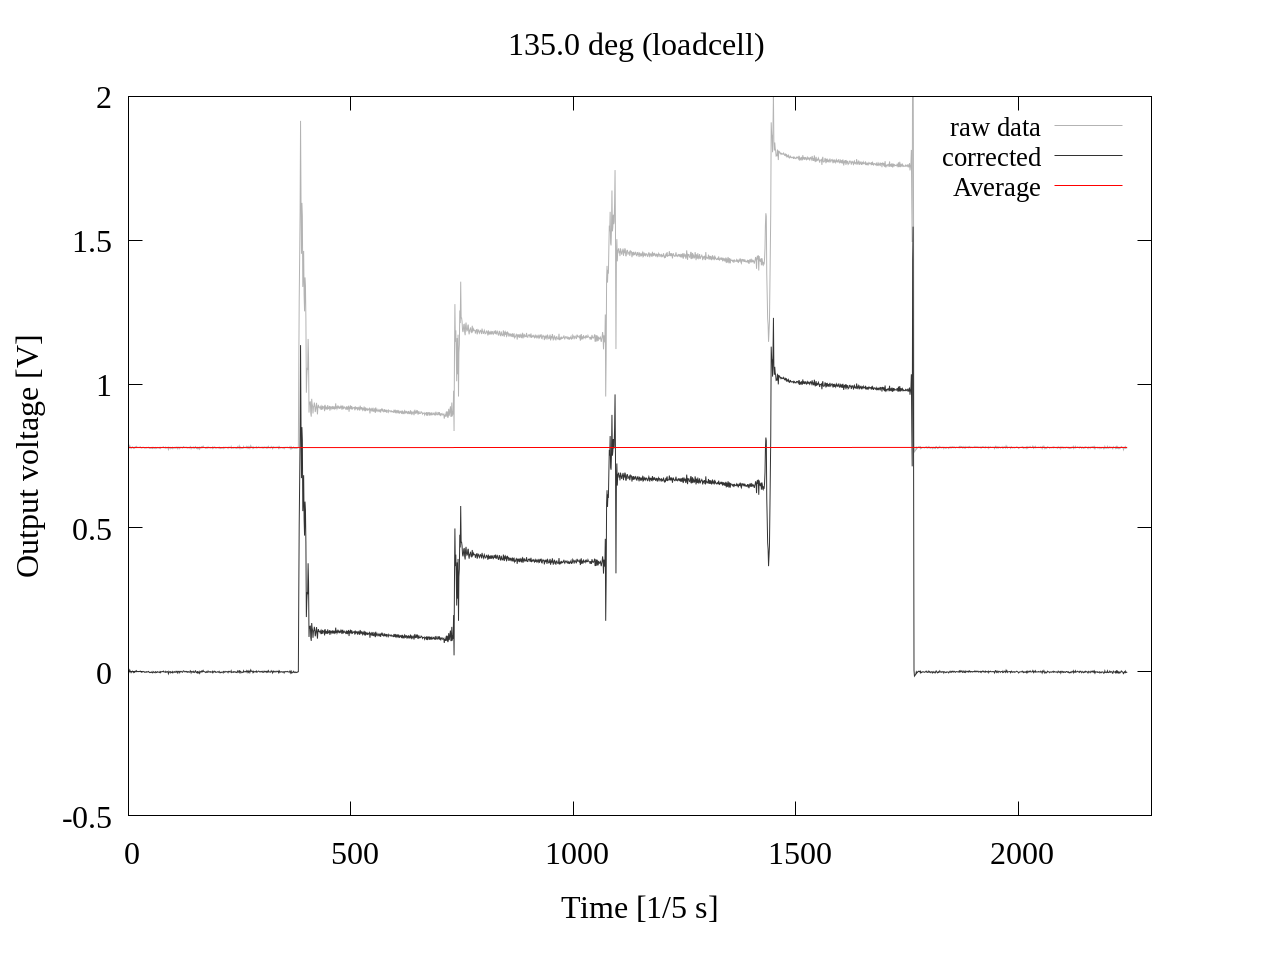 135.0 deg (loadcell)
2
1.5
1
0.5
0
-0.5
raw data
corrected
Average
Output voltage [V]
0 500 1000 1500 2000
Time [1/5 s]